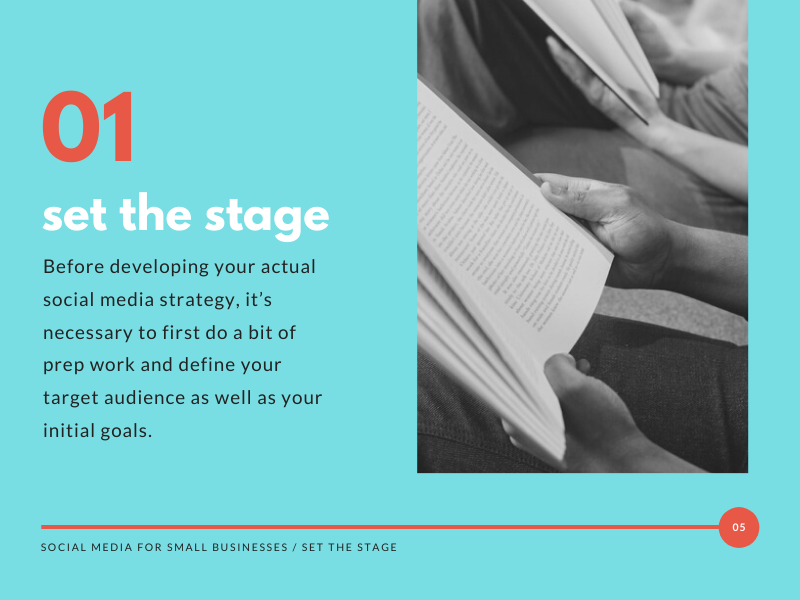 01
set the stage
Before developing your actual
social media strategy, it’s
necessary to first do a bit of
prep work and define your
target audience as well as your
initial goals.
05
SOCIAL MEDIA FOR SMALL BUSINESSES / SET THE STAGE